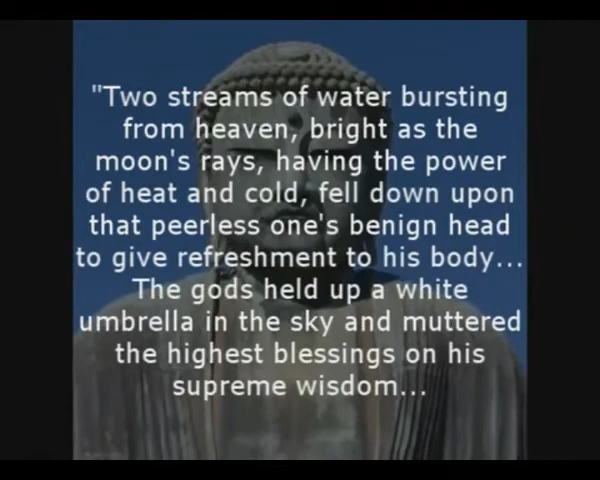 "Two streams of water bursting
from heaven, bright as the
moon's rays, having the power
of heat and cold, fell down upon
that peerless one's benign head
to give refreshment to his body...
The gods held up a white
umbrella in the sky and muttered
the highest blessings on his
supreme wisdom...